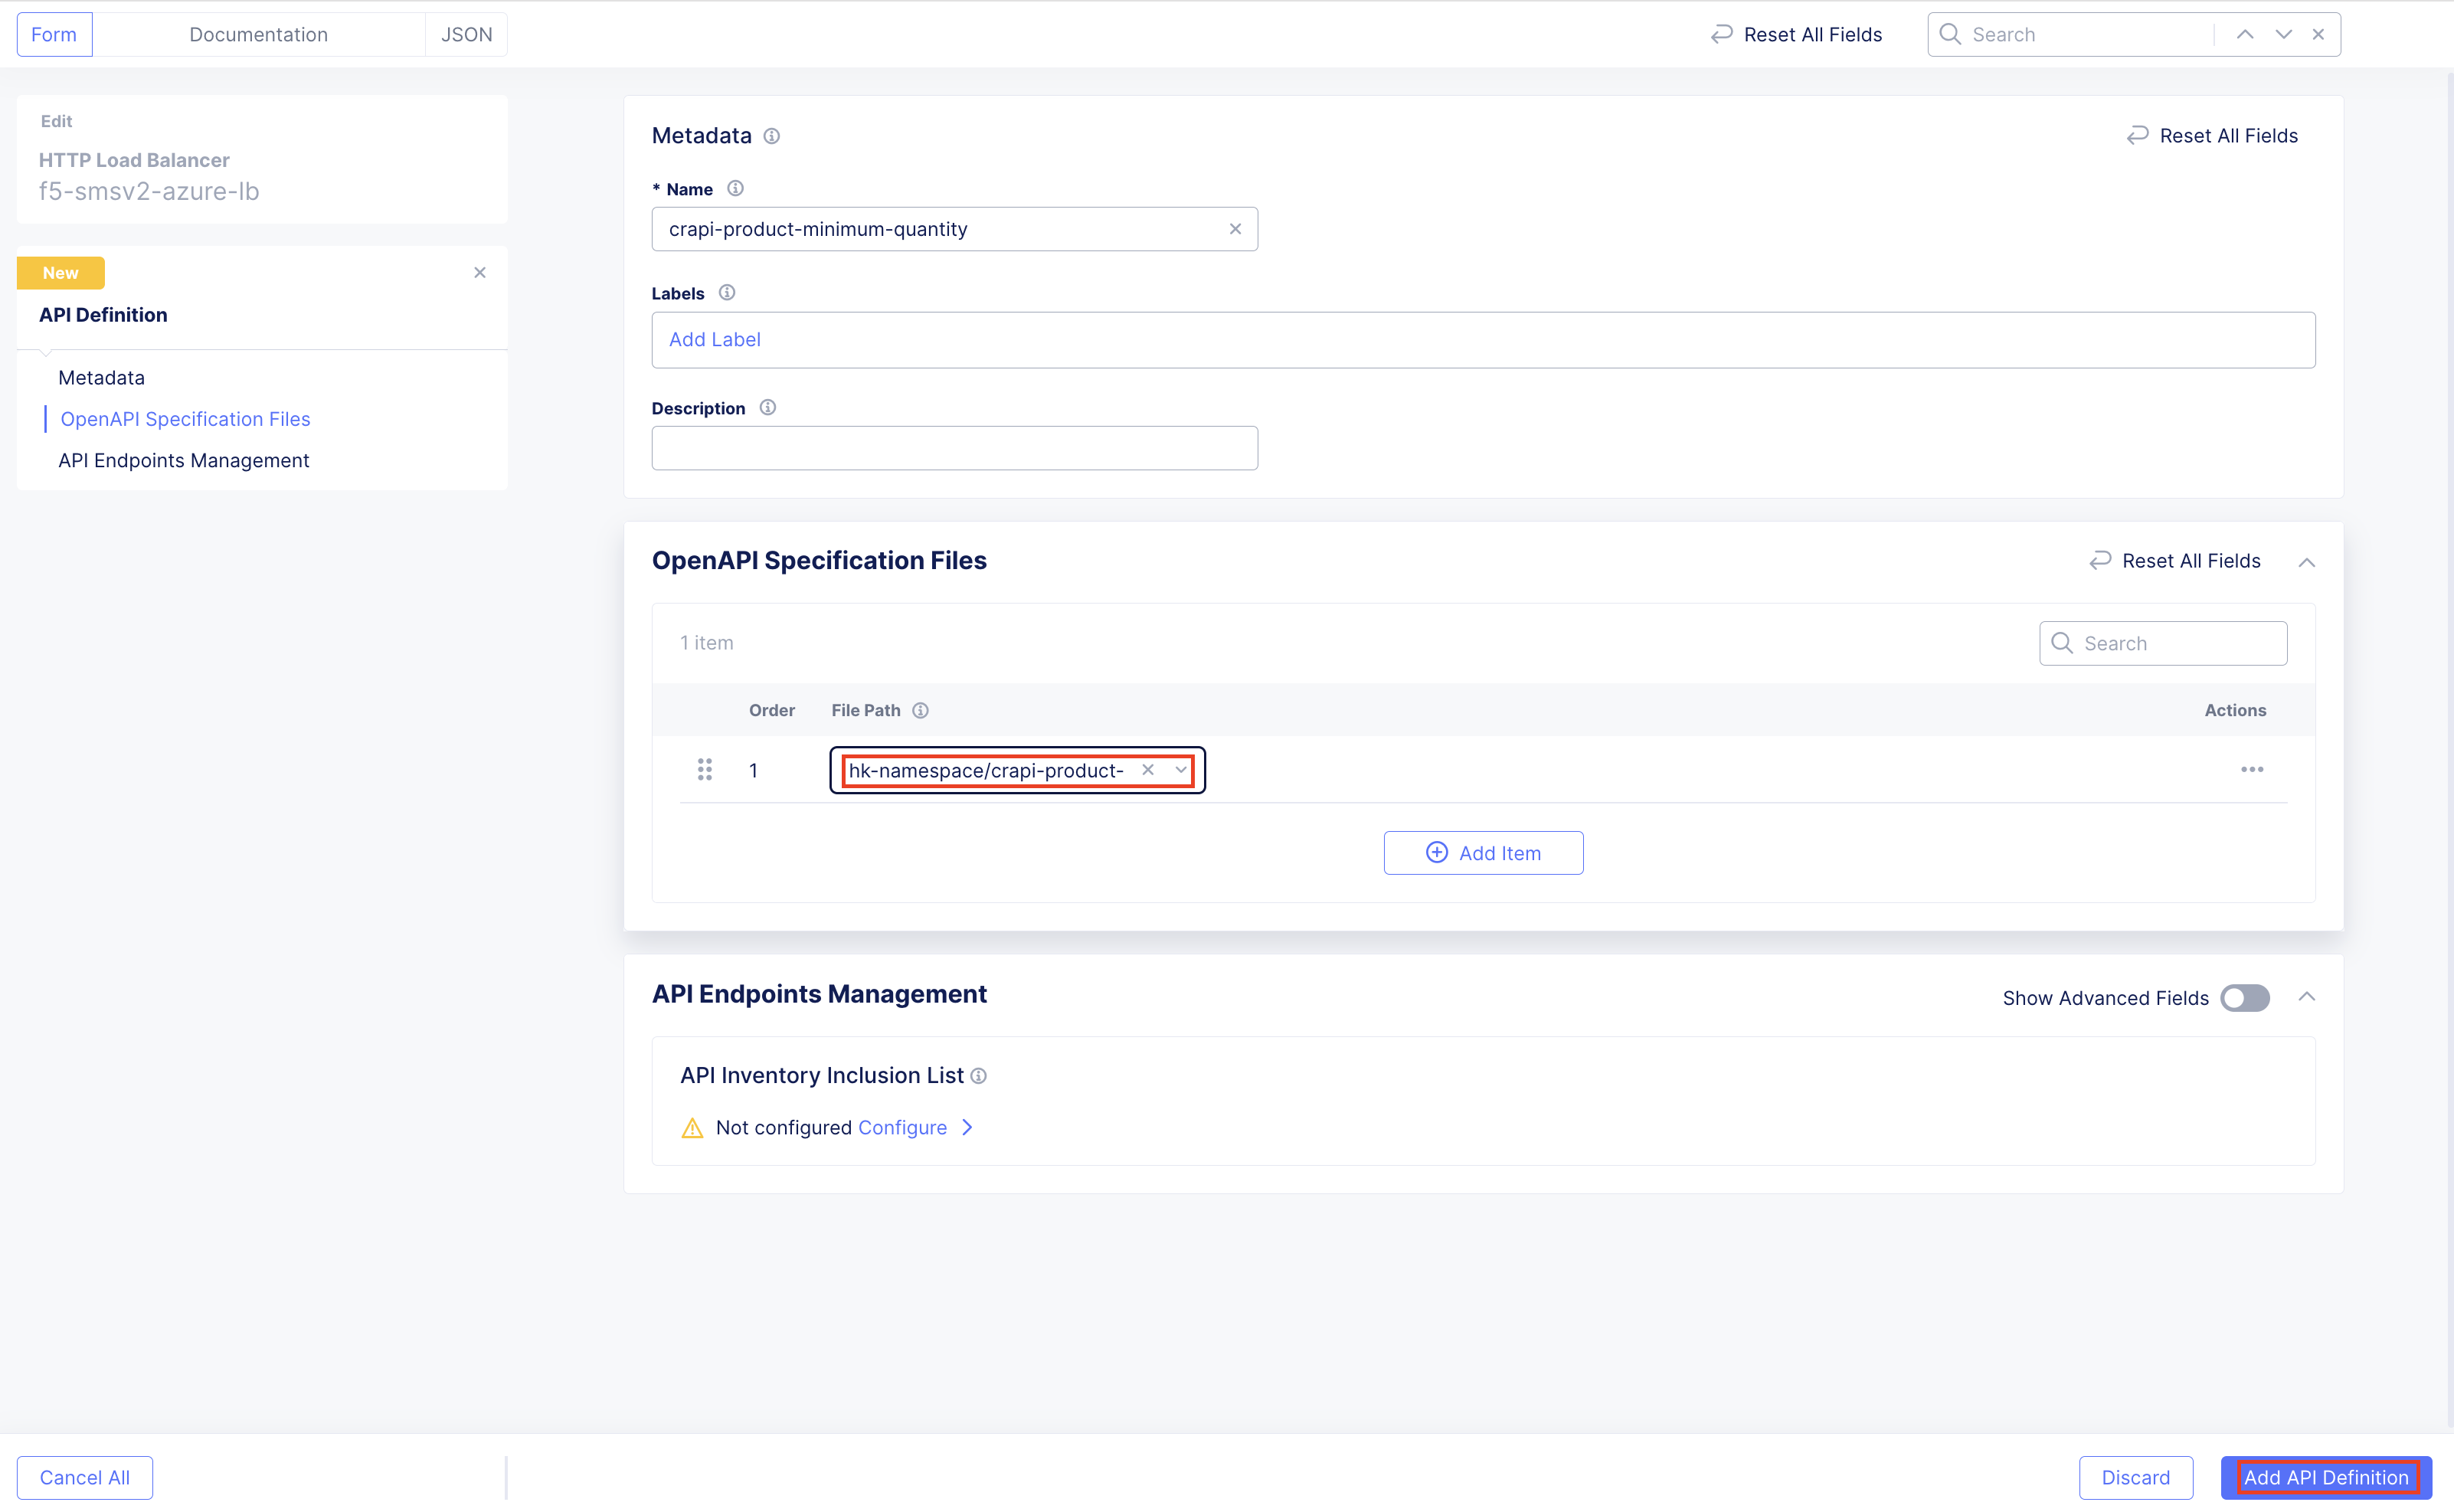 Form Documentation JSON Reset All Fields Search
Edit
HTTP Load Balancer
f5-smsv2-azure-lb
New
API Definition
Metadata
OpenAPI Specification Files
API Endpoints Management
Metadata Reset All Fields
* Name
crapi-product-minimum-quantity
Labels
Add Label
Description
OpenAPI Specification Files Reset All Fields
1 item Search
Order File Path Actions
1 hk-namespace/crapi-product-
Add Item
API Endpoints Management Show Advanced Fields
API Inventory Inclusion List
Not configured Configure
Cancel All Discard Add API Definition